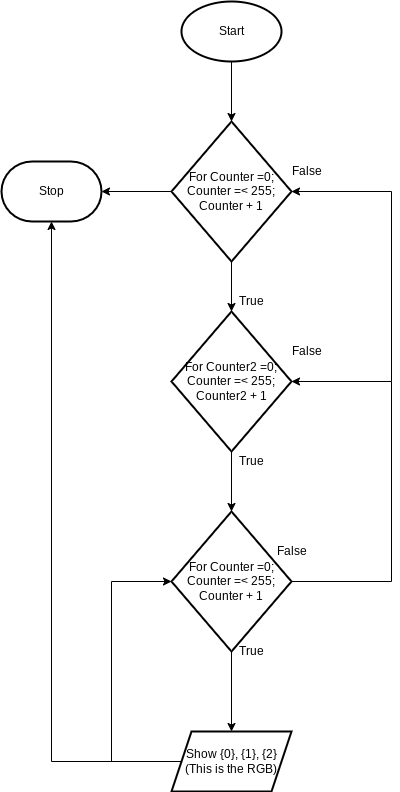 Start
For Counter =0;
Counter =< 255;
Counter + 1
False
Stop
True
For Counter2 =0;
Counter =< 255;
Counter2 + 1
False
True
For Counter =0;
Counter =< 255;
Counter + 1
False
True
Show {0}, {1}, {2}
(This is the RGB)